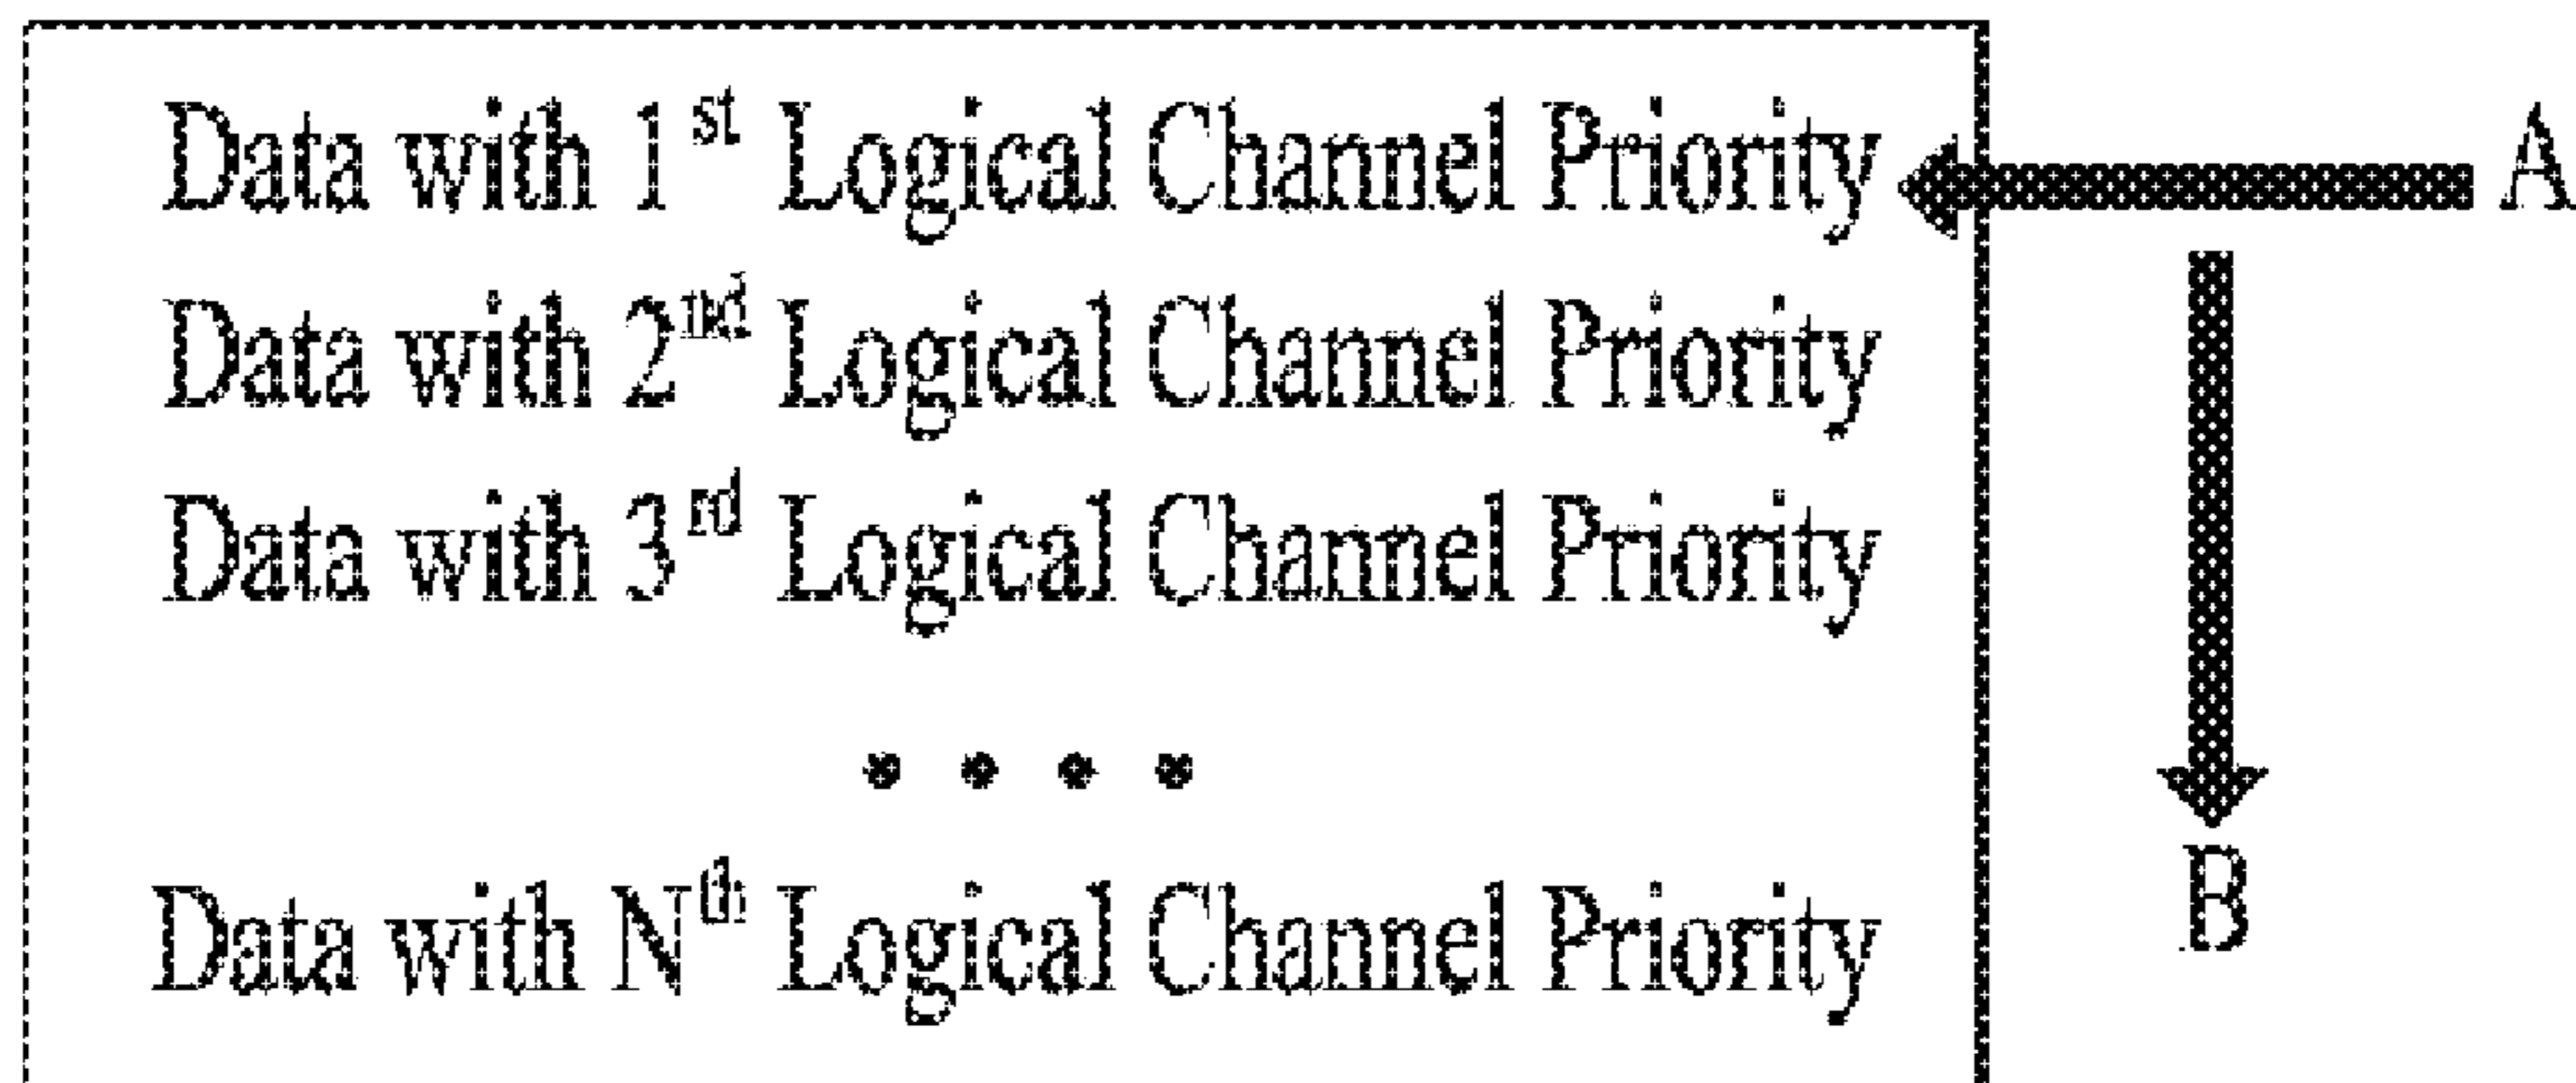 Data with 1st Logical Channel Priority A
Data with 2nd Logical Channel Priority
Data with 3rd Logical Channel Priority
• • • •
B
Data with Nth Logical Channel Priority